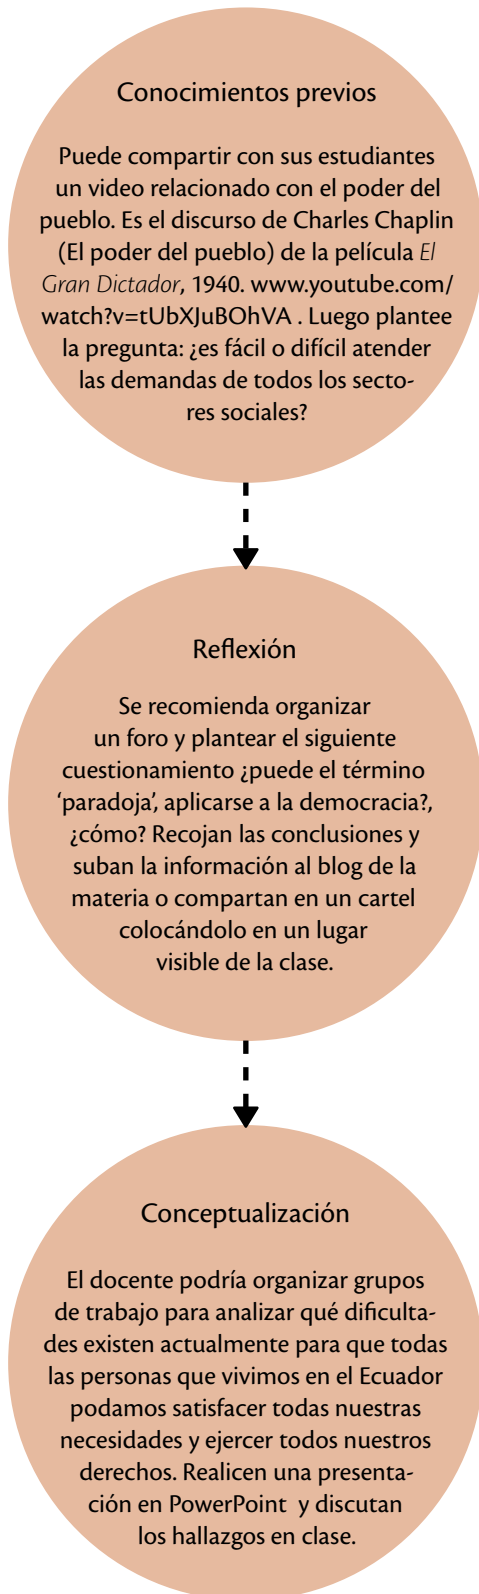 Conocimientos previos
Puede compartir con sus estudiantes
un video relacionado con el poder del
pueblo. Es el discurso de Charles Chaplin
(El poder del pueblo) de la película El
Gran Dictador, 1940. www.youtube.com/
watch?v=tUbXJuBOhVA . Luego plantee
la pregunta: ¿es fácil o difícil atender
las demandas de todos los secto-
res sociales?
Reflexión
Se recomienda organizar
un foro y plantear el siguiente
cuestionamiento ¿puede el término
‘paradoja’, aplicarse a la democracia?,
¿cómo? Recojan las conclusiones y
suban la información al blog de la
materia o compartan en un cartel
colocándolo en un lugar
visible de la clase.
Conceptualización
El docente podría organizar grupos
de trabajo para analizar qué dificulta-
des existen actualmente para que todas
las personas que vivimos en el Ecuador
podamos satisfacer todas nuestras
necesidades y ejercer todos nuestros
derechos. Realicen una presenta-
ción en PowerPoint y discutan
los hallazgos en clase.